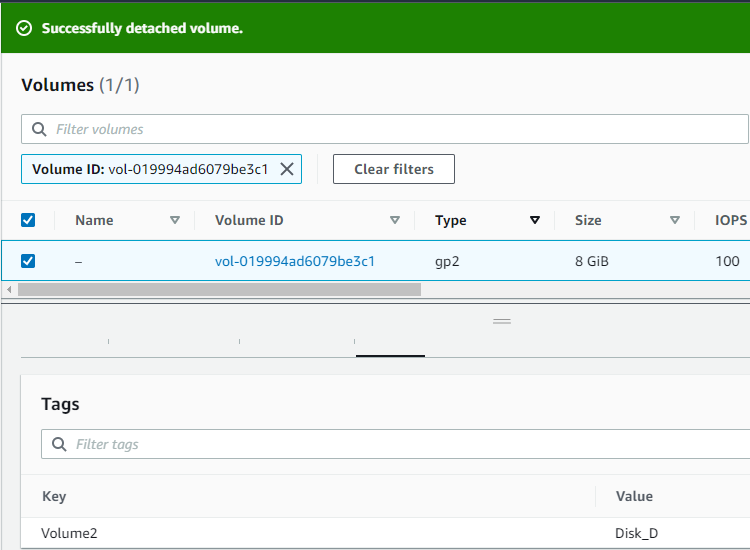 Successfully detached volume.
Volumes (1/1)
Filter volumes
Volume ID: vol-019994ad6079be3c1 Clear filters
Name Volume ID Type Size IOPS
– vol-019994ad6079be3c1 gp2 8 GiB 100
Tags
Filter tags
Key Value
Volume2 Disk_D